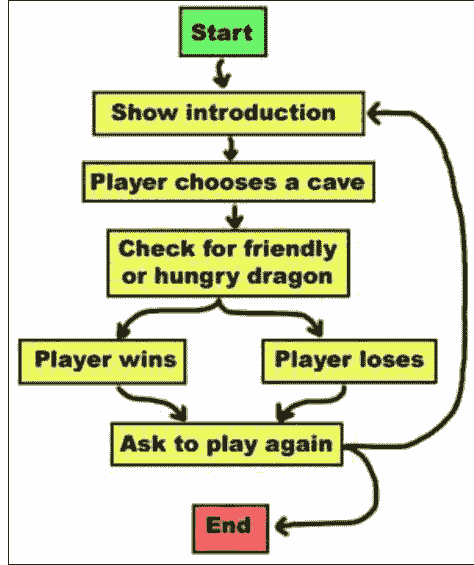 Start
Show introduction
Player chooses a cave
Check for friendly
or hungry dragon
Player wins
Player loses
Ask to play again
End